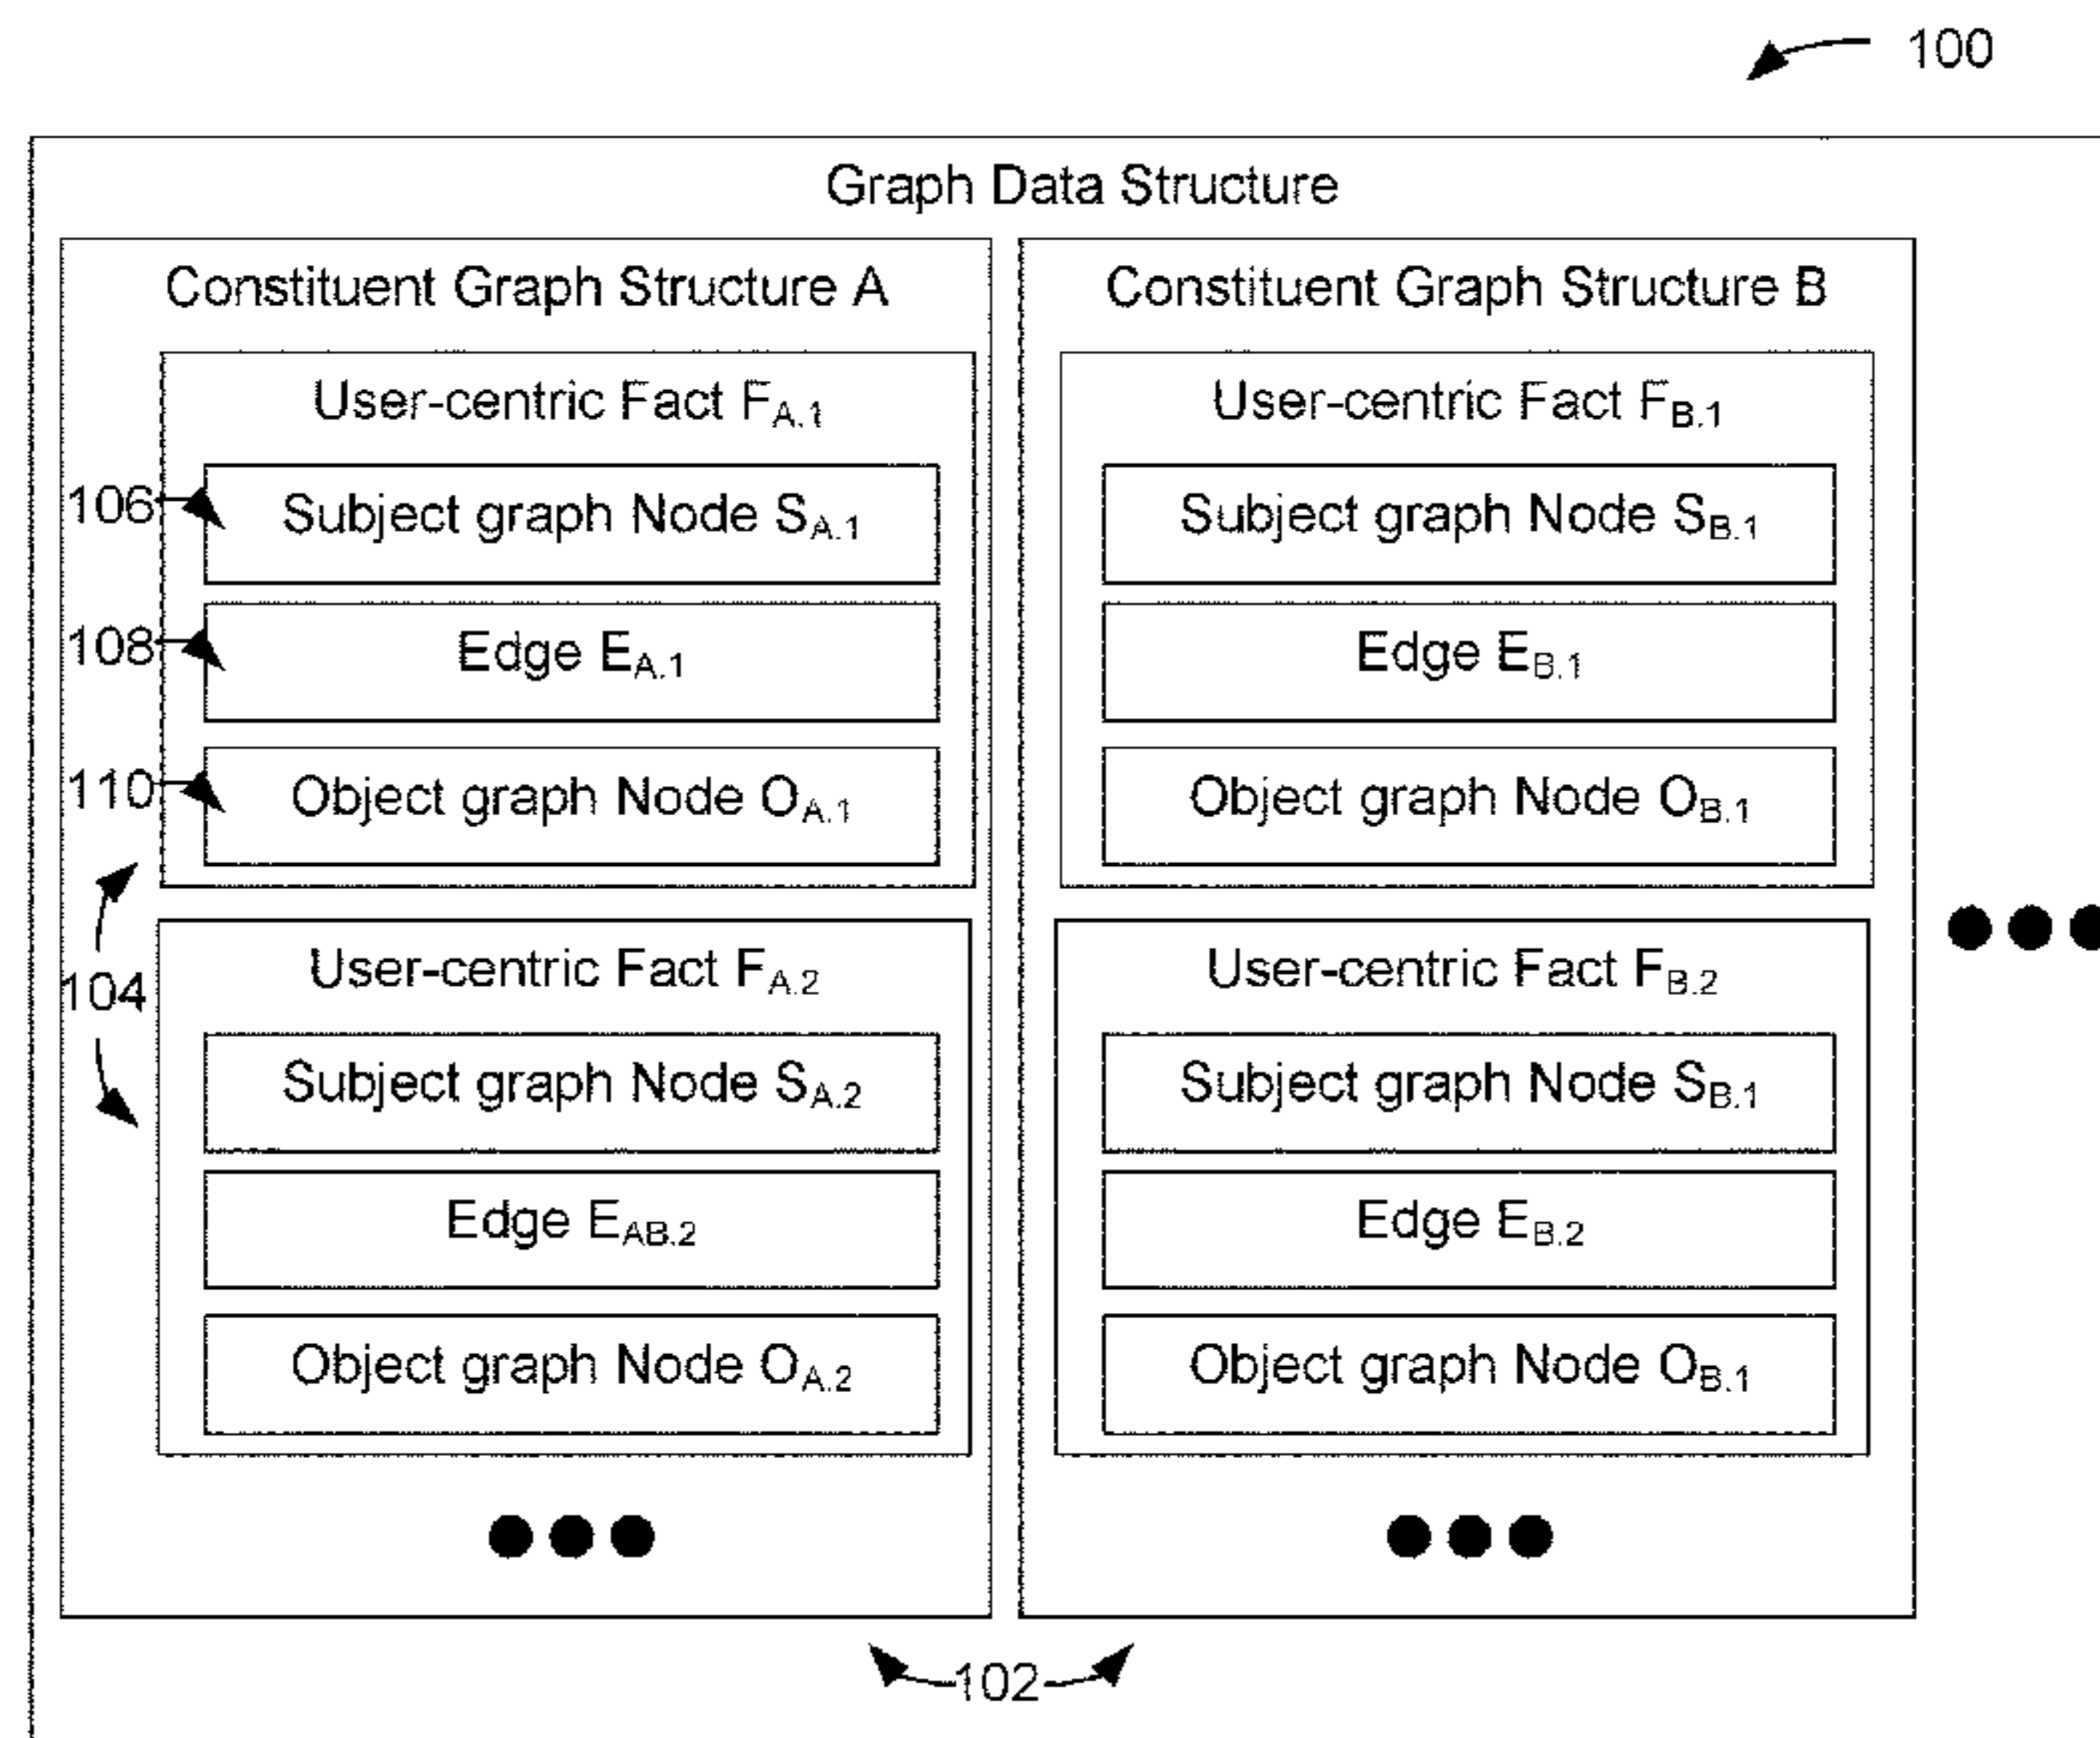 100
Graph Data Structure
Constituent Graph Structure A
User-centric Fact FA.1
106
Subject graph Node SA.1
108
Edge EA.1
110
Object graph Node OA.1
104
User-centric Fact FA.2
Subject graph Node SA.2
Edge EAB.2
Object graph Node OA.2
Constituent Graph Structure B
User-centric Fact FB.1
Subject graph Node SB.1
Edge EB.1
Object graph Node OB.1
User-centric Fact FB.2
Subject graph Node SB.1
Edge EB.2
Object graph Node OB.1
102